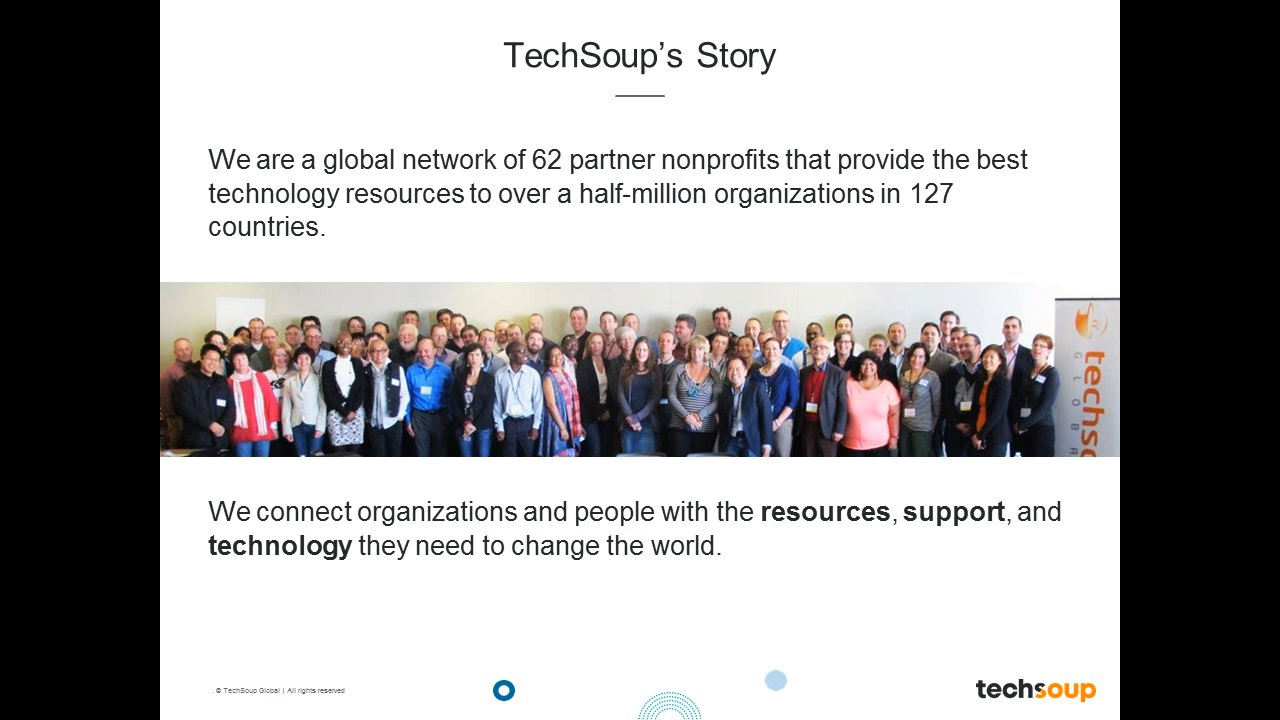 TechSoup’s Story
We are a global network of 62 partner nonprofits that provide the best
technology resources to over a half-million organizations in 127
countries.
techso
GLOBA
We connect organizations and people with the resources, support, and
technology they need to change the world.
. © TechSoup Global | All rights reserved
techsoup